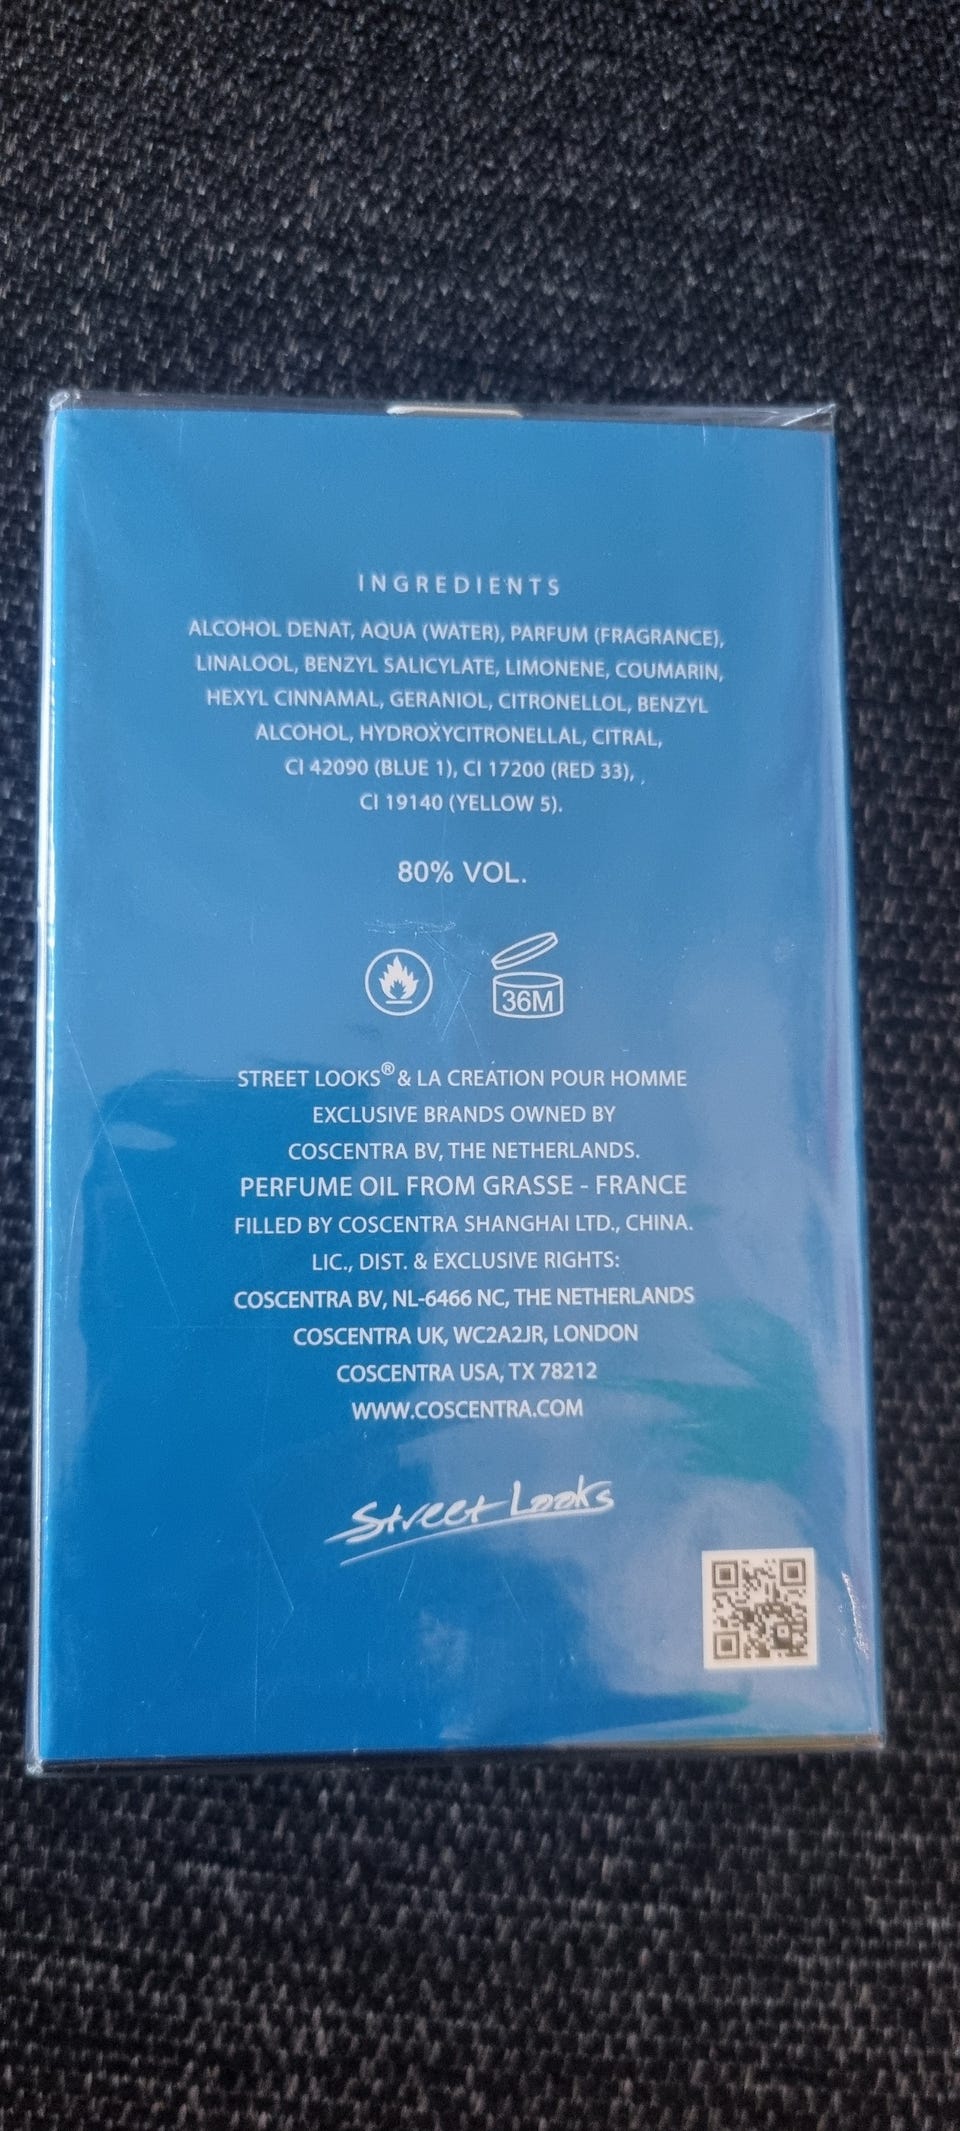 INGREDIENTS
ALCOHOL DENAT, AQUA (WATER), PARFUM (FRAGRANCE),
LINALOOL, BENZYL SALICYLATE, LIMONENE, COUMARIN,
HEXYL CINNAMAL, GERANIOL, CITRONELLOL, BENZYL
ALCOHOL, HYDROXYCITRONELLAL, CITRAL,
CI 42090 (BLUE 1), CI 17200 (RED 33), .
CI 19140 (YELLOW 5).
80% VOL.
36M
STREET LOOKS® & LA CREATION POUR HOMME
EXCLUSIVE BRANDS OWNED BY
COSCENTRA BV, THE NETHERLANDS.
PERFUME OIL FROM GRASSE - FRANCE
FILLED BY COSCENTRA SHANGHAI LTD., CHINA.
LIC., DIST. & EXCLUSIVE RIGHTS:
COSCENTRA BV, NL-6466 NC, THE NETHERLANDS
COSCENTRA UK, WC2A2JR, LONDON
COSCENTRA USA, TX 78212
WWW.COSCENTRA.COM
Street Looks